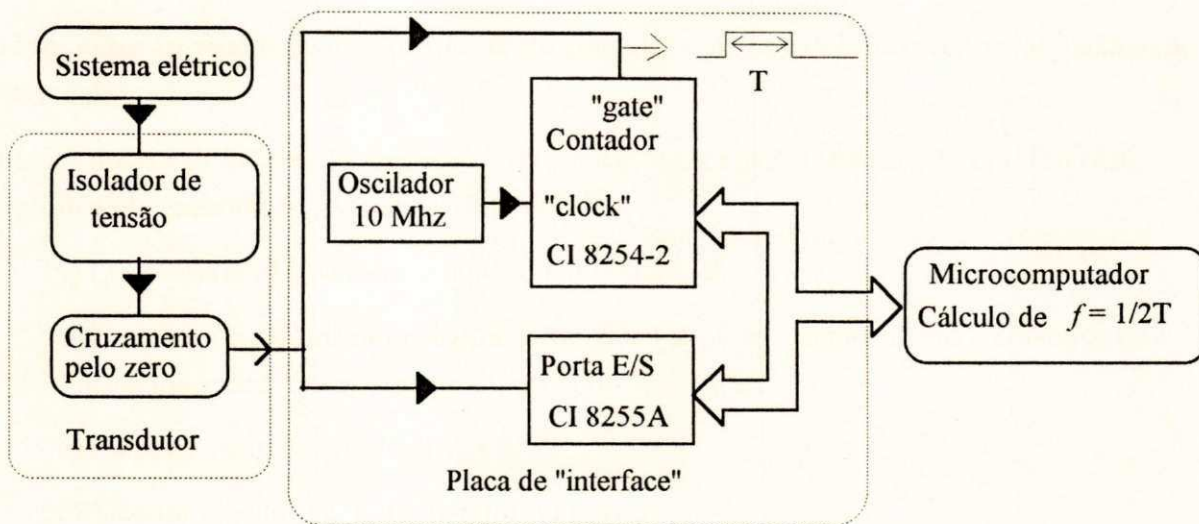 Sistema elétrico
Isolador de
tensão
Cruzamento
pelo zero
Transdutor
T
"gate"
Contador
"clock"
CI 8254-2
Oscilador
10 Mhz
Porta E/S
CI 8255A
Placa de "interface"
Microcomputador
Cálculo de f = 1/2T